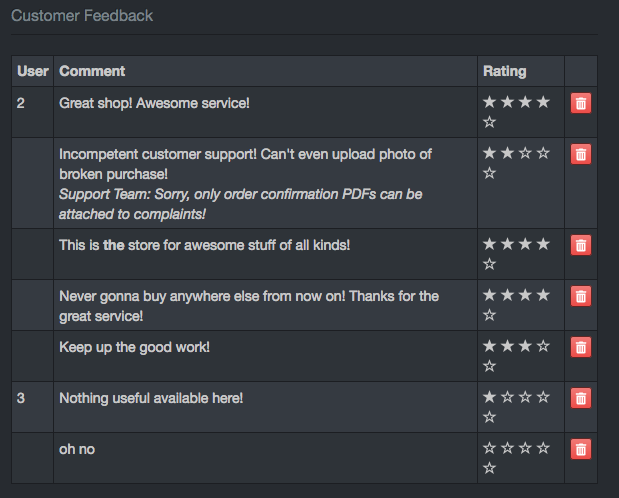 Customer Feedback
User Comment Rating
2 Great shop! Awesome service! ★★★★
☆
Incompetent customer support! Can't even upload photo of ★★☆☆
broken purchase! ☆
Support Team: Sorry, only order confirmation PDFs can be
attached to complaints!
This is the store for awesome stuff of all kinds! ★★★★
☆
Never gonna buy anywhere else from now on! Thanks for the ★★★★
great service! ☆
Keep up the good work! ★★★☆
☆
3 Nothing useful available here! ★☆☆☆
☆
oh no ☆☆☆☆
☆